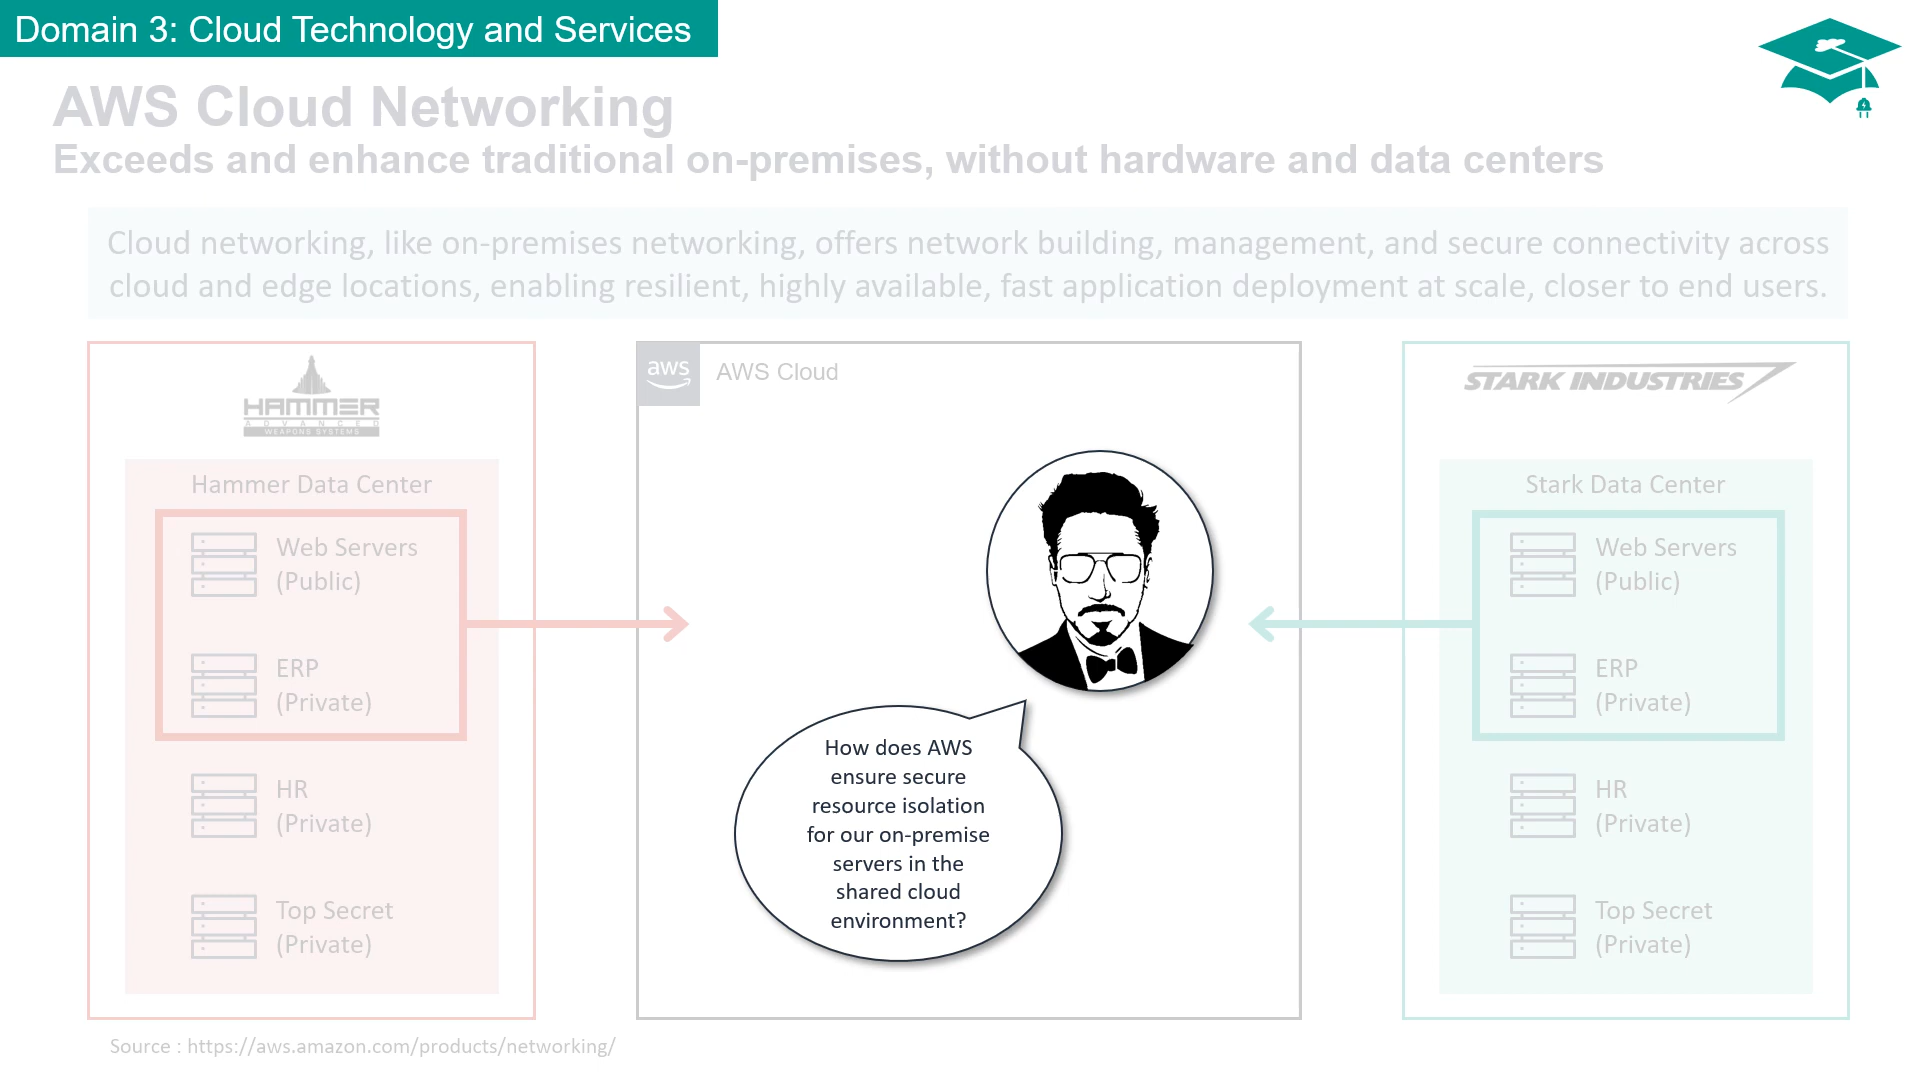 Domain 3: Cloud Technology and Services
AWS Cloud Networking
Exceeds and enhance traditional on-premises, without hardware and data centers
Cloud networking, like on-premises networking, offers network building, management, and secure connectivity across
cloud and edge locations, enabling resilient, highly available, fast application deployment at scale, closer to end users.
HAMMER
ADVANCED
WEAPONS SYSTEMS
Hammer Data Center
Web Servers
(Public)
ERP
(Private)
HR
(Private)
Top Secret
(Private)
aws
AWS Cloud
How does AWS
ensure secure
resource isolation
for our on-premise
servers in the
shared cloud
environment?
STARK INDUSTRIES
Stark Data Center
Web Servers
(Public)
ERP
(Private)
HR
(Private)
Top Secret
(Private)
Source : https://aws.amazon.com/products/networking/